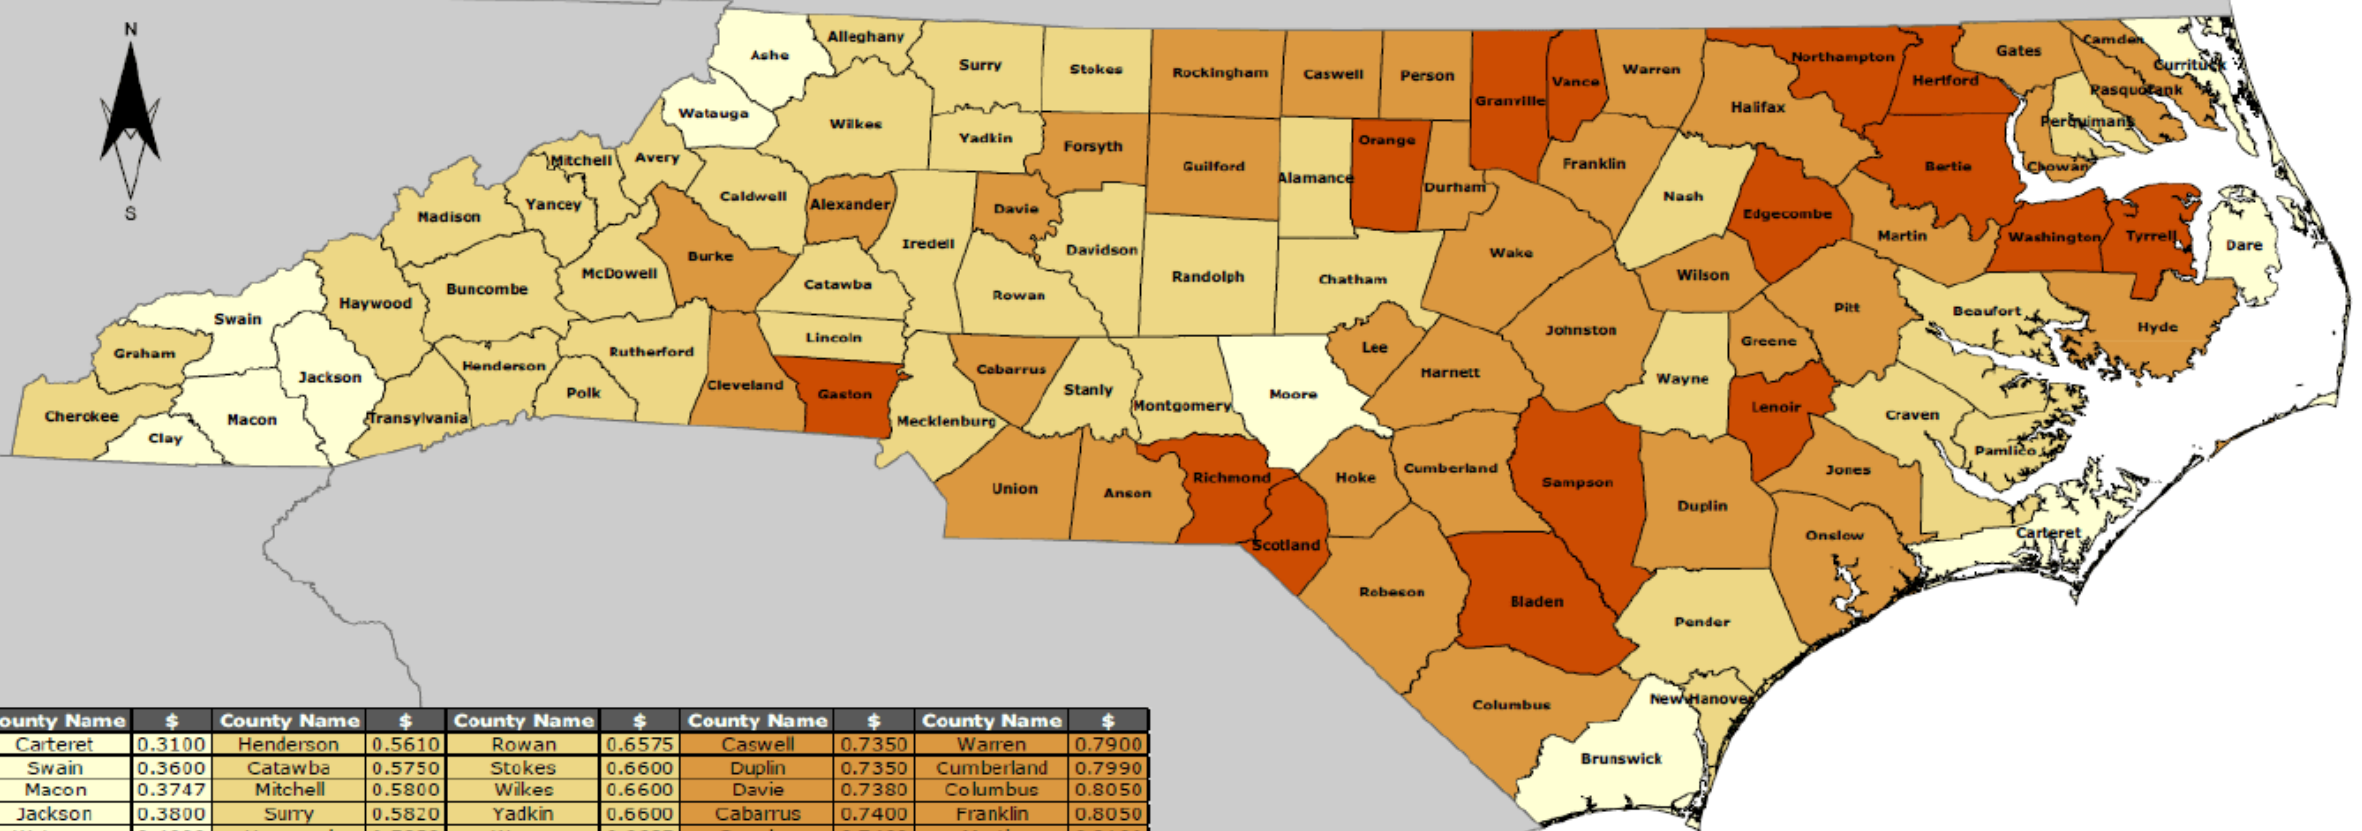 N
S
Ashe
Alleghany
Surry
Stokes
Rockingham
Caswell
Person
Granville
Vance
Warren
Northampton
Hertford
Gates
Camden
Currituck
Pasquotank
Perquimans
Chowan
Halifax
Watauga
Wilkes
Yadkin
Forsyth
Guilford
Alamance
Orange
Durham
Franklin
Nash
Edgecombe
Bertie
Martin
Washington
Tyrrell
Dare
Mitchell
Avery
Yancey
Madison
Caldwell
Alexander
Davie
Iredell
Davidson
Randolph
Chatham
Wake
Wilson
Pitt
Beaufort
Hyde
Burke
McDowell
Buncombe
Haywood
Catawba
Rowan
Swain
Graham
Jackson
Cherokee
Clay
Macon
Transylvania
Henderson
Polk
Rutherford
Cleveland
Lincoln
Gaston
Mecklenburg
Cabarrus
Stanly
Montgomery
Moore
Lee
Harnett
Johnston
Greene
Wayne
Lenoir
Craven
Pamlico
Jones
Union
Anson
Richmond
Scotland
Hoke
Cumberland
Sampson
Duplin
Onslow
Carteret
Robeson
Bladen
Pender
Columbus
New Hanover
Brunswick
ounty Name $ County Name $ County Name $ County Name $ County Name $
Carteret 0.3100 Henderson 0.5610 Rowan 0.6575 Caswell 0.7350 Warren 0.7900
Swain 0.3600 Catawba 0.5750 Stokes 0.6600 Duplin 0.7350 Cumberland 0.7990
Macon 0.3747 Mitchell 0.5800 Wilkes 0.6600 Davie 0.7380 Columbus 0.8050
Jackson 0.3800 Surry 0.5820 Yadkin 0.6600 Cabarrus 0.7400 Franklin 0.8050